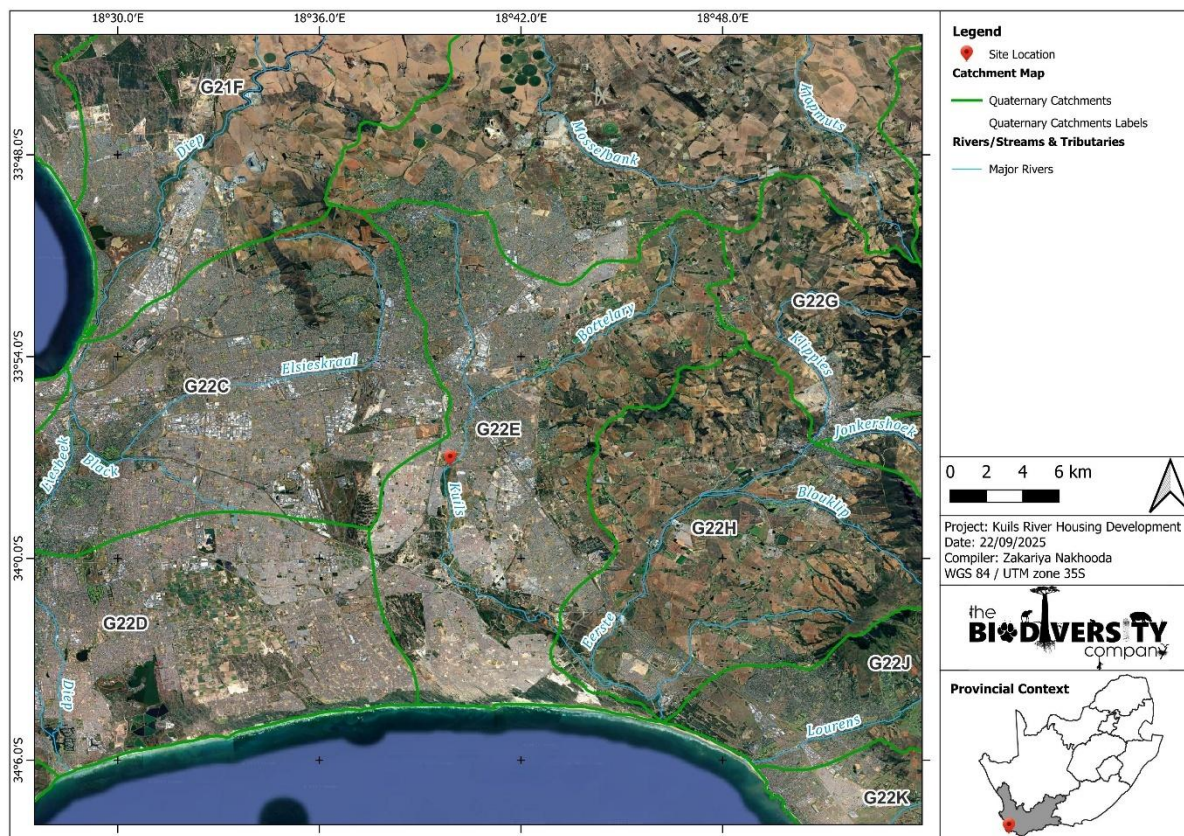 18°30.0'E
18°36.0'E
18°42.0'E
18°48.0'E
33°48.0'S
33°54.0'S
34°0.0'S
34°6.0'S
G21F
Diep
Mosselbank
Klapmuts
G22G
Klippies
Bottelary
Elsieskraal
G22C
G22E
Liesbeek
Black
Kuils
Jonkershoek
Blouklip
G22H
Eerste
G22D
Diep
G22J
Lourens
G22K
Legend
Site Location
Catchment Map
Quaternary Catchments
Quaternary Catchments Labels
Rivers/Streams & Tributaries
Major Rivers
0 2 4 6 km
Project: Kuils River Housing Development
Date: 22/09/2025
Compiler: Zakariya Nakhooda
WGS 84 / UTM zone 35S
the
BIODIVERSITY
company
Provincial Context